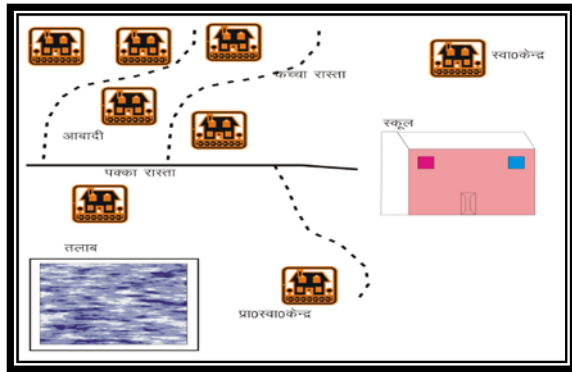 स्वा0केन्द्र
कच्चा रास्ता
स्कूल
आबादी
पक्का रास्ता
तलाब
प्रा0स्वा0केन्द्र